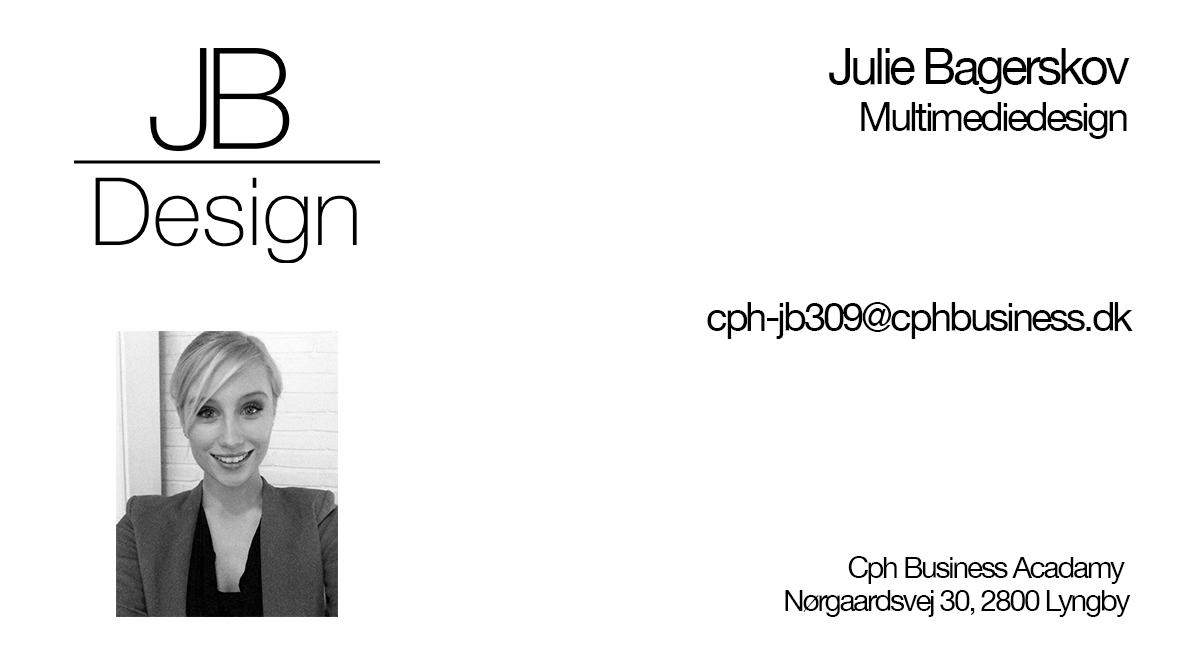 JB
Design
Julie Bagerskov
Multimediedesign
cph-jb309@cphbusiness.dk
Cph Business Acadamy
Nørgaardsvej 30, 2800 Lyngby